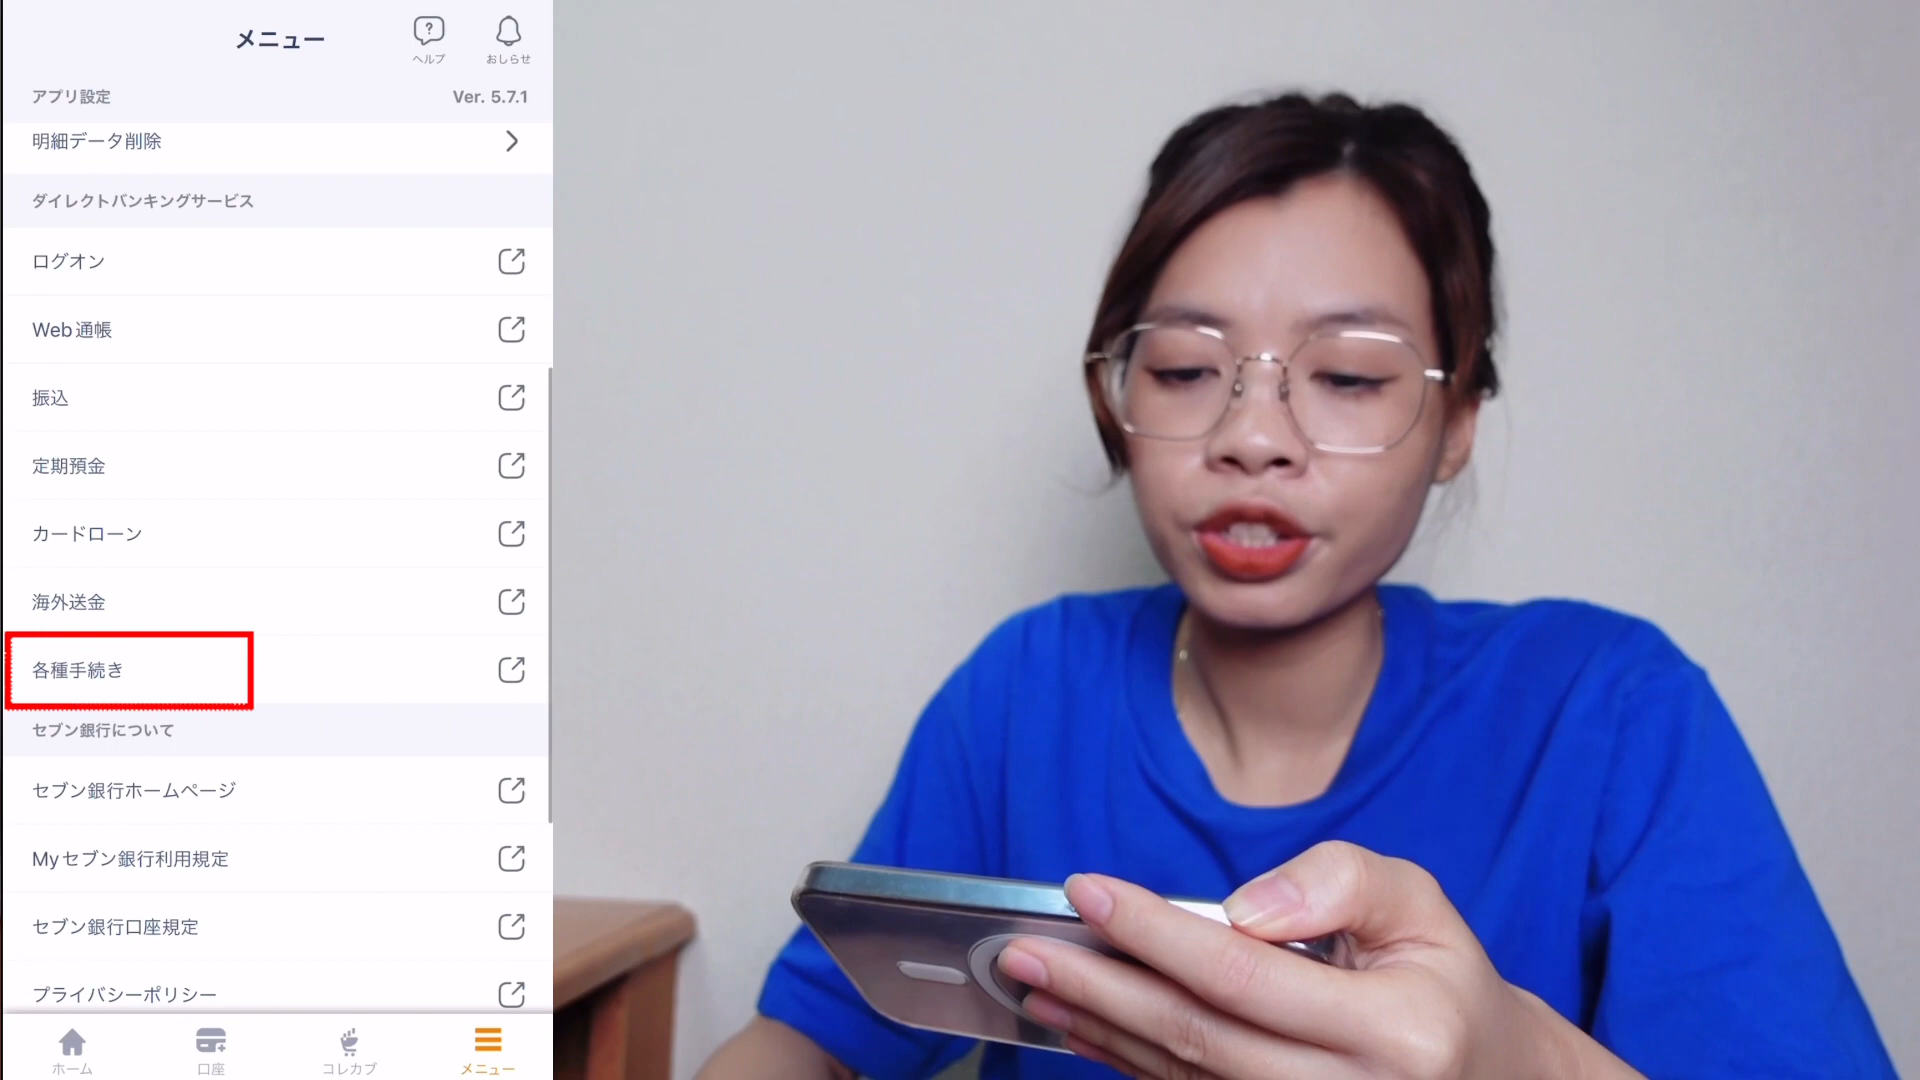 メニュー
ヘルプ
おしらせ
アプリ設定
Ver. 5.7.1
明細データ削除
ダイレクトバンキングサービス
ログオン
Web通帳
振込
定期預金
カードローン
海外送金
各種手続き
セブン銀行について
セブン銀行ホームページ
Myセブン銀行利用規定
セブン銀行口座規定
プライバシーポリシー
ホーム
口座
コレカブ
メニュー